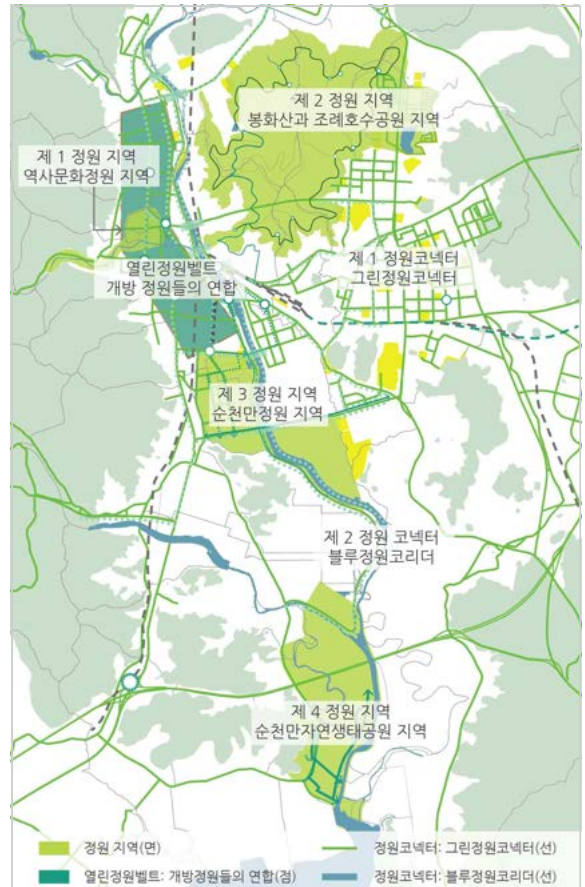 제 2 정원 지역
봉화산과 조례호수공원 지역
제 1 정원 지역
역사문화정원 지역
열린정원벨트
개방 정원들의 연합
제 1 정원코넥터
그린정원코넥터
제 3 정원 지역
순천만정원 지역
제 2 정원 코넥터
블루정원코리더
제 4 정원 지역
순천만자연생태공원 지역
정원 지역(면)
정원코넥터: 그린정원코넥터(선)
열린정원벨트: 개방정원들의 연합(점)
정원코넥터: 블루정원코리더(선)